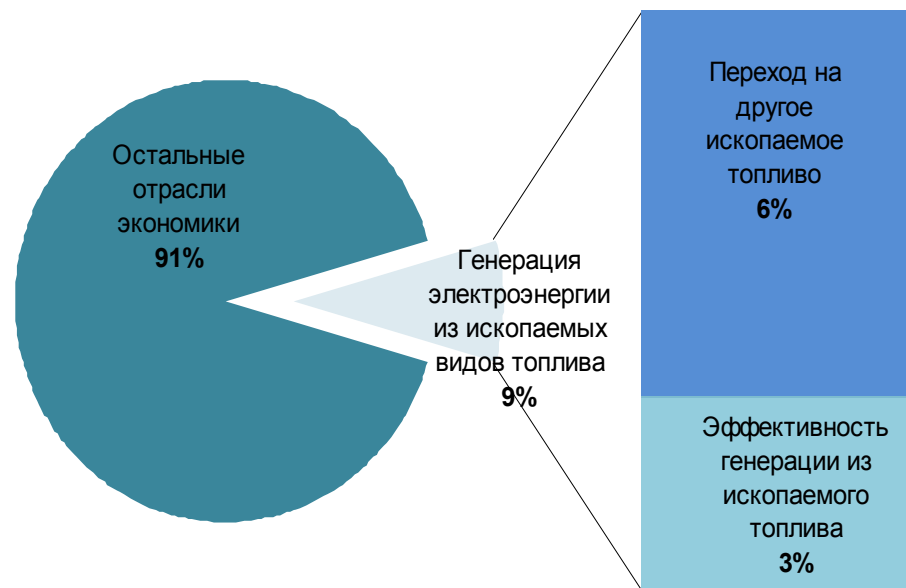 Остальные
отрасли
экономики
91%
Генерация
электроэнергии
из ископаемых
видов топлива
9%
Переход на
другое
ископаемое
топливо
6%
Эффективность
генерации из
ископаемого
топлива
3%